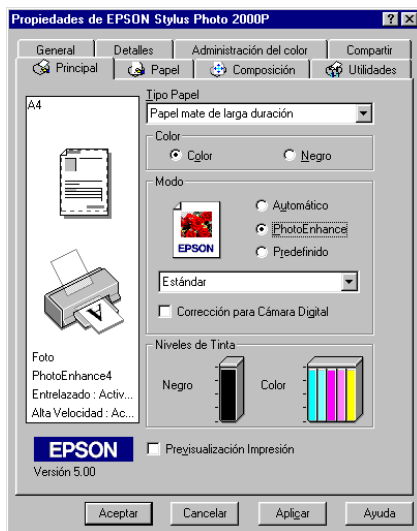 Propiedades de EPSON Stylus Photo 2000P
General Detalles Administración del color Compartir
Principal Papel Composición Utilidades
A4
Tipo Papel
Papel mate de larga duración
Color
Color Negro
Modo
EPSON
Automático
PhotoEnhance
Predefinido
Estándar
Corrección para Cámara Digital
Foto
PhotoEnhance4
Entrelazado : Activ...
Alta Velocidad : Ac...
Niveles de Tinta
Negro Color
EPSON
Versión 5.00
Previsualización Impresión
Aceptar Cancelar Aplicar Ayuda